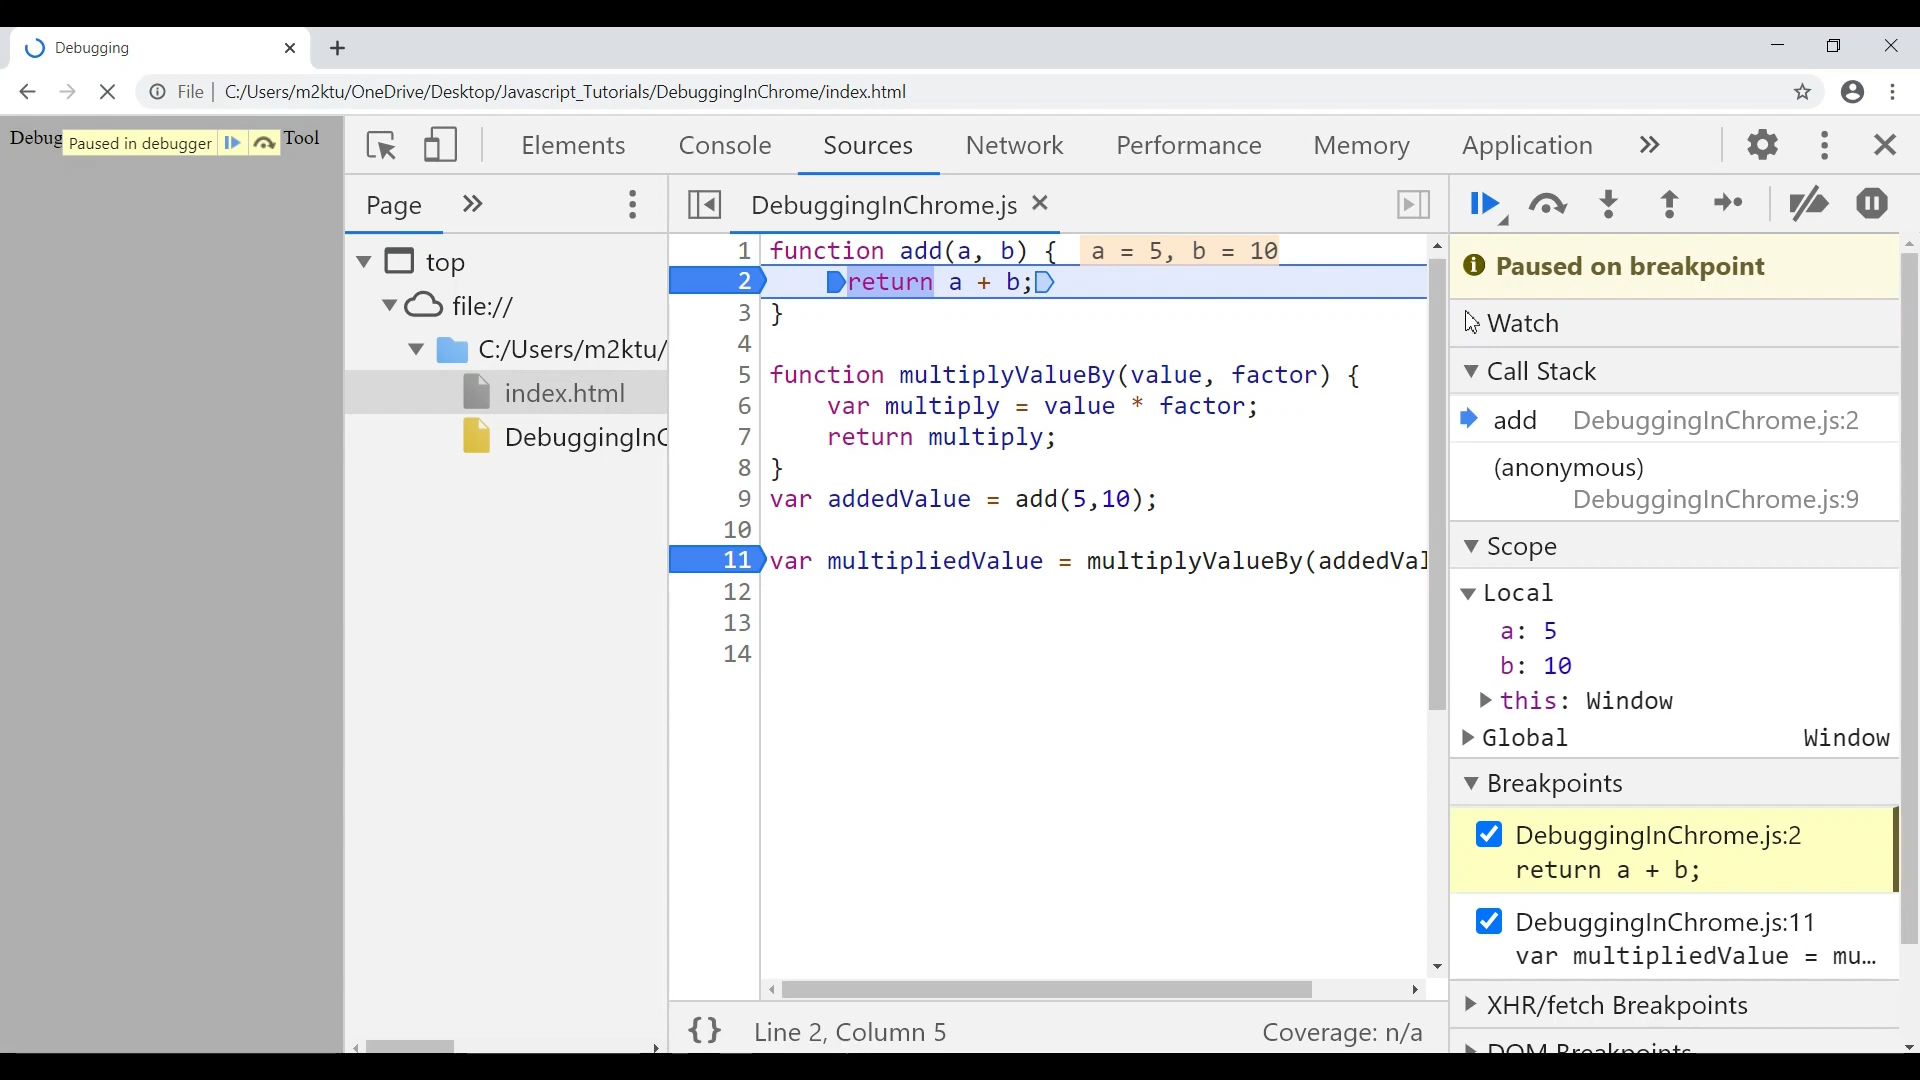 Debugging
File
C:/Users/m2ktu/OneDrive/Desktop/Javascript_Tutorials/DebuggingInChrome/index.html
Debug
Paused in debugger
Tool
Elements
Console
Sources
Network
Performance
Memory
Application
Page
DebuggingInChrome.js
top
file://
C:/Users/m2ktu/
index.html
DebuggingInC
1 function add(a, b) { a = 5, b = 10
2 return a + b;
3 }
4
5 function multiplyValueBy(value, factor) {
6 var multiply = value * factor;
7 return multiply;
8 }
9 var addedValue = add(5,10);
10
11 var multipliedValue = multiplyValueBy(addedVal
12
13
14
{} Line 2, Column 5
Coverage: n/a
Paused on breakpoint
Watch
Call Stack
add DebuggingInChrome.js:2
(anonymous)
DebuggingInChrome.js:9
Scope
Local
a: 5
b: 10
this: Window
Global Window
Breakpoints
DebuggingInChrome.js:2
return a + b;
DebuggingInChrome.js:11
var multipliedValue = mu…
XHR/fetch Breakpoints
DOM Breakpoints